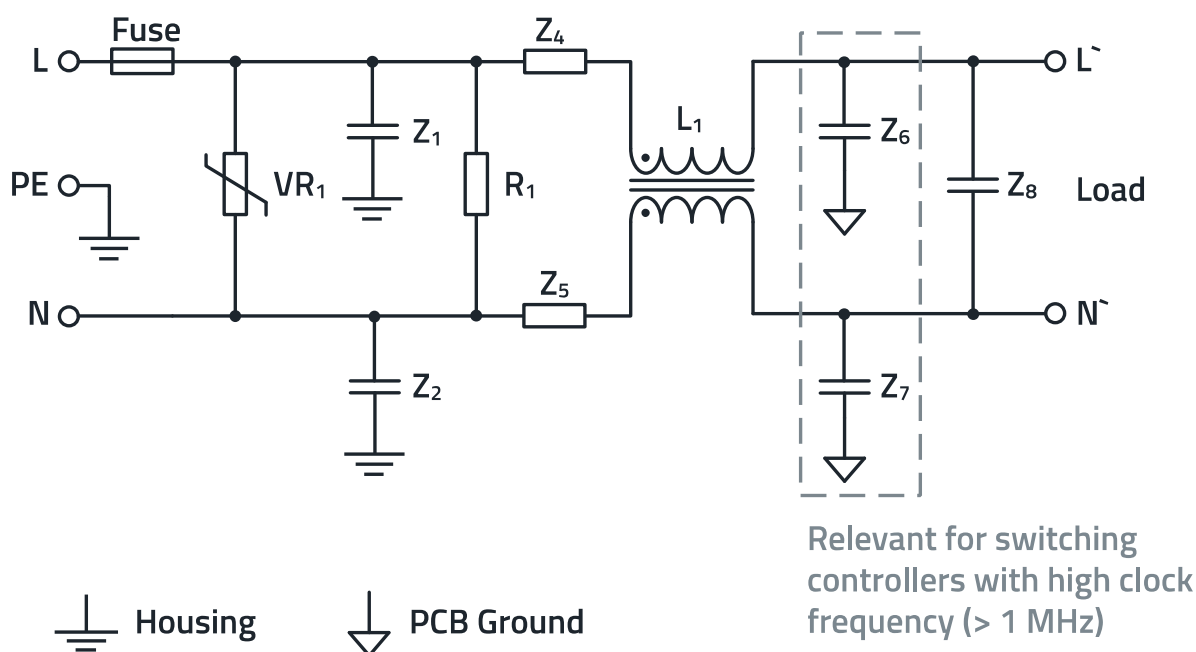 Fuse
Z₄
L
L`
Z₁
L₁
Z₆
PE
VR₁
R₁
Z₈
Load
Z₅
N
N`
Z₂
Z₇
Relevant for switching
controllers with high clock
frequency (> 1 MHz)
Housing
PCB Ground